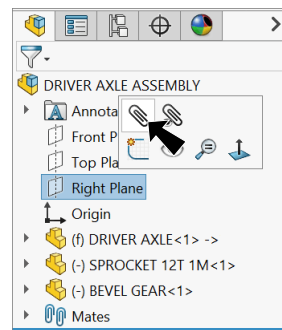 DRIVER AXLE ASSEMBLY
Annota
Front P
Top Pla
Right Plane
Origin
(f) DRIVER AXLE<1> ->
(-) SPROCKET 12T 1M<1>
(-) BEVEL GEAR<1>
Mates